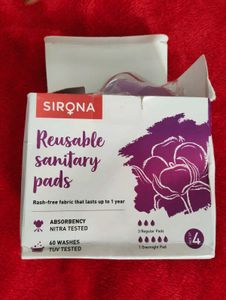 SIRONA
Reusable
sanitary
pads
Rash-free fabric that lasts up to 1 year
ABSORBENCY
NITRA TESTED
60 WASHES
TUV TESTED
3 Regular Pads
1 Overnight Pad
4